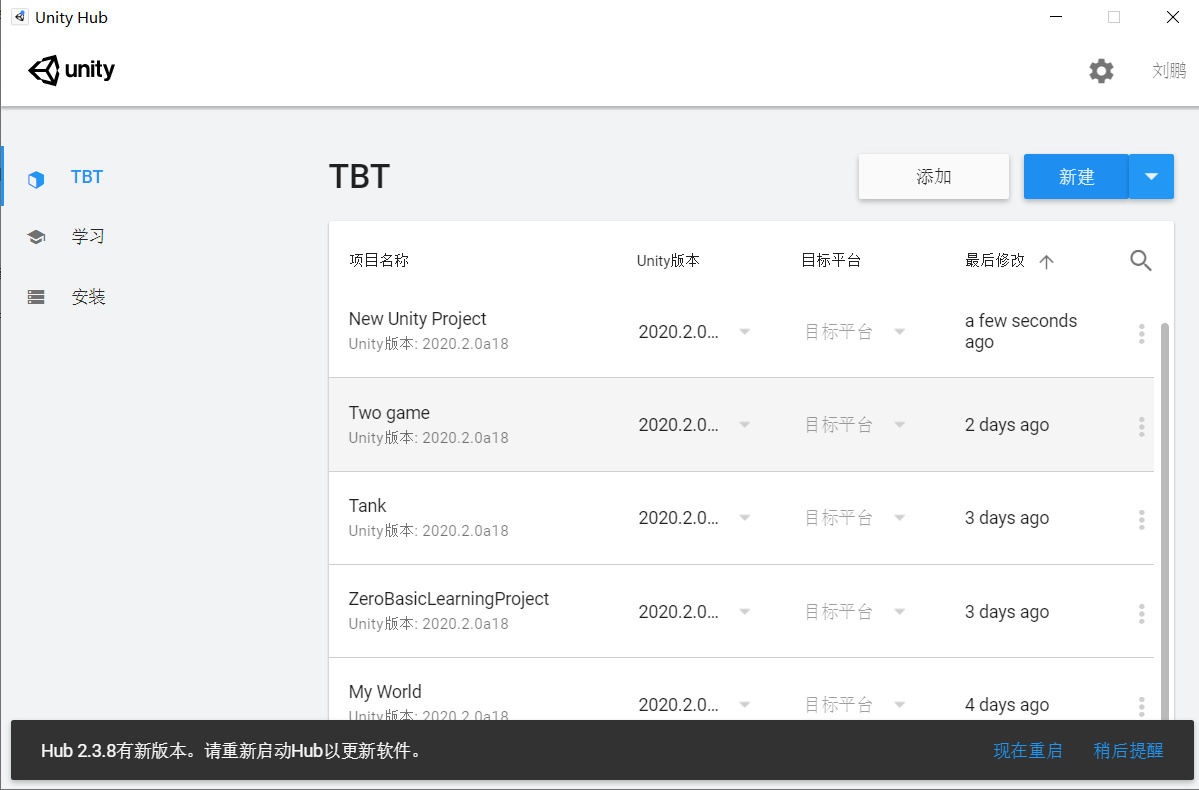 Unity Hub
unity
刘鹏
TBT
学习
安装
TBT
添加
新建
项目名称 Unity版本 目标平台 最后修改
New Unity Project
Unity版本: 2020.2.0a18
2020.2.0... 目标平台 a few seconds
ago
Two game
Unity版本: 2020.2.0a18
2020.2.0... 目标平台 2 days ago
Tank
Unity版本: 2020.2.0a18
2020.2.0... 目标平台 3 days ago
ZeroBasicLearningProject
Unity版本: 2020.2.0a18
2020.2.0... 目标平台 3 days ago
My World
Unity版本: 2020.2.0a18
2020.2.0... 目标平台 4 days ago
Hub 2.3.8有新版本。请重新启动Hub以更新软件。 现在重启 稍后提醒